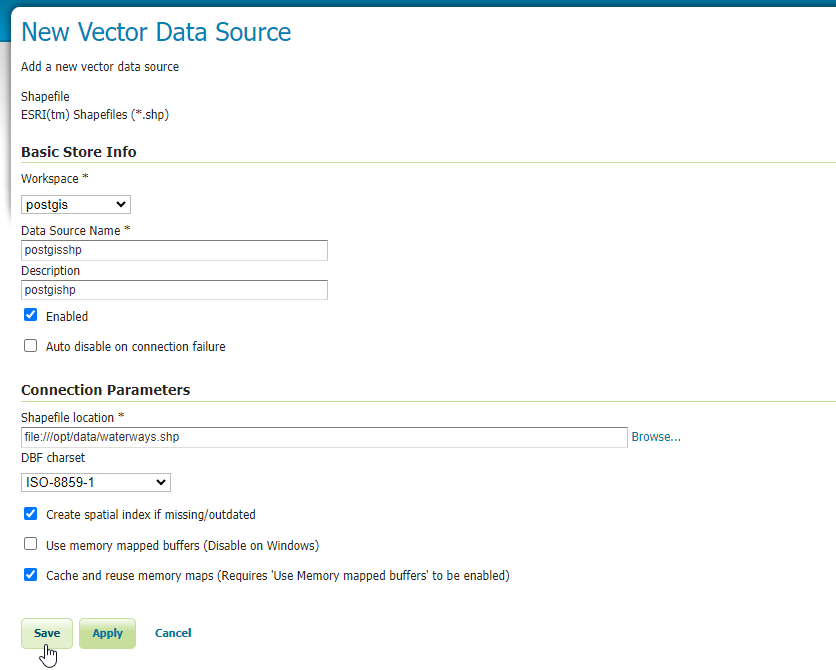 New Vector Data Source
Add a new vector data source
Shapefile
ESRI(tm) Shapefiles (*.shp)
Basic Store Info
Workspace *
postgis
Data Source Name *
postgisshp
Description
postgishp
Enabled
Auto disable on connection failure
Connection Parameters
Shapefile location *
file:///opt/data/waterways.shp Browse...
DBF charset
ISO-8859-1
Create spatial index if missing/outdated
Use memory mapped buffers (Disable on Windows)
Cache and reuse memory maps (Requires 'Use Memory mapped buffers' to be enabled)
Save Apply Cancel